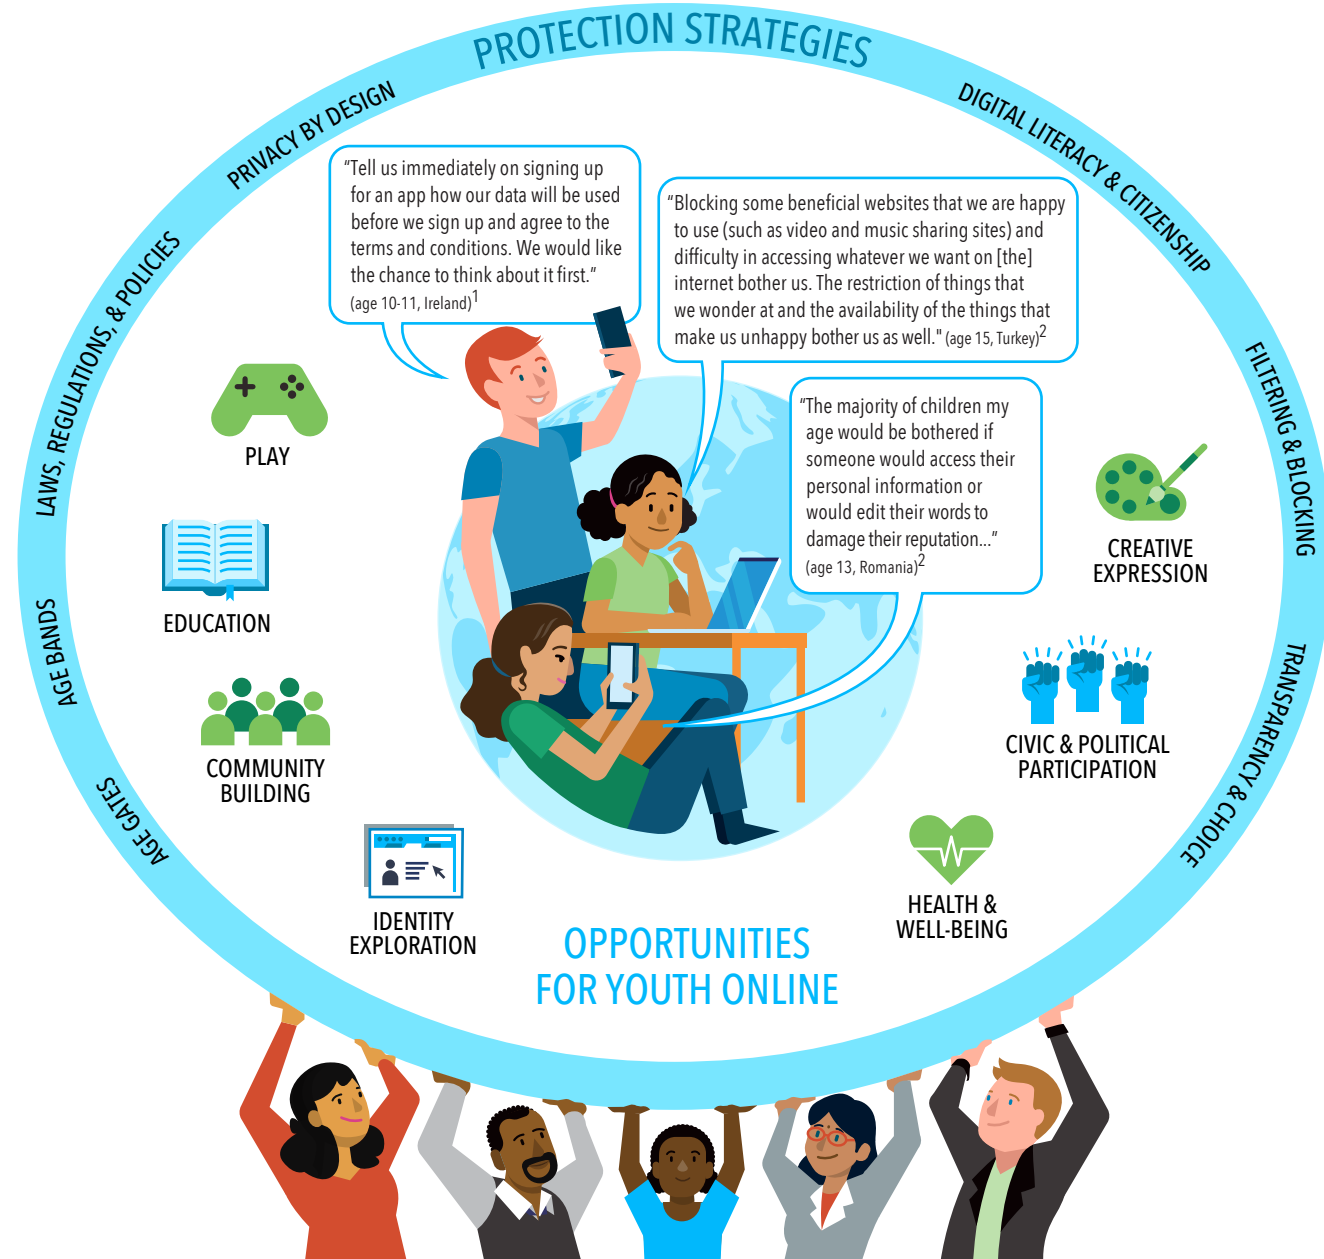 PROTECTION STRATEGIES
PRIVACY BY DESIGN
DIGITAL LITERACY & CITIZENSHIP
LAWS, REGULATIONS, & POLICIES
FILTERING & BLOCKING
AGE BANDS
TRANSPARENCY & CHOICE
AGE GATES
“Tell us immediately on signing up
for an app how our data will be used
before we sign up and agree to the
terms and conditions. We would like
the chance to think about it first.“
(age 10-11, Ireland)1
“Blocking some beneficial websites that we are happy
to use (such as video and music sharing sites) and
difficulty in accessing whatever we want on [the]
internet bother us. The restriction of things that
we wonder at and the availability of the things that
make us unhappy bother us as well." (age 15, Turkey)2
“The majority of children my
age would be bothered if
someone would access their
personal information or
would edit their words to
damage their reputation...”
(age 13, Romania)2
PLAY
EDUCATION
COMMUNITY
BUILDING
IDENTITY
EXPLORATION
CREATIVE
EXPRESSION
CIVIC & POLITICAL
PARTICIPATION
HEALTH &
WELL-BEING
OPPORTUNITIES
FOR YOUTH ONLINE